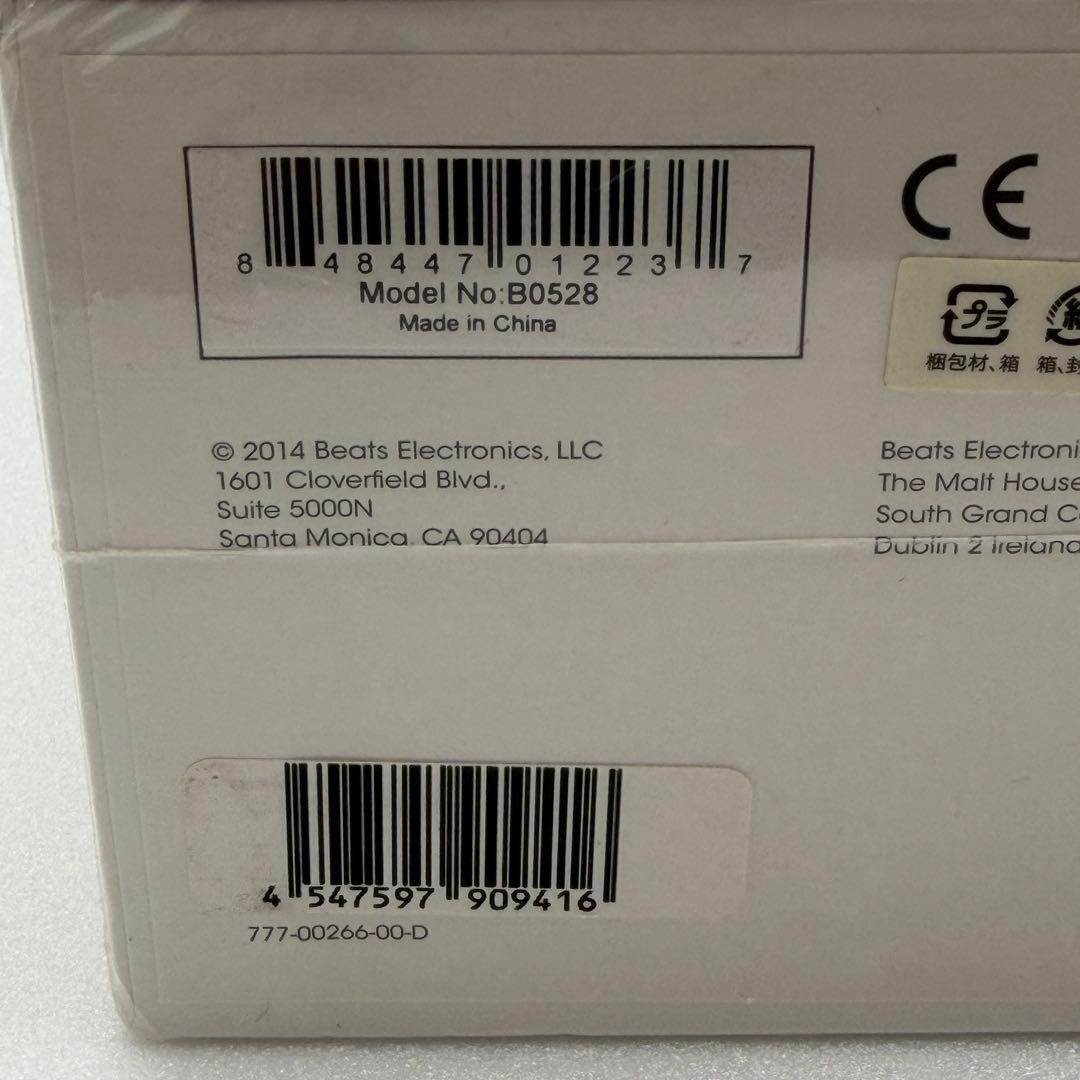 8 48447 01223 7
Model No:B0528
Made in China
CE
プラ
梱包材、箱 箱、封
© 2014 Beats Electronics, LLC
1601 Cloverfield Blvd.,
Suite 5000N
Santa Monica, CA 90404
Beats Electroni
The Malt House
South Grand C
Dublin 2 Ireland
4 547597 909416
777-00266-00-D